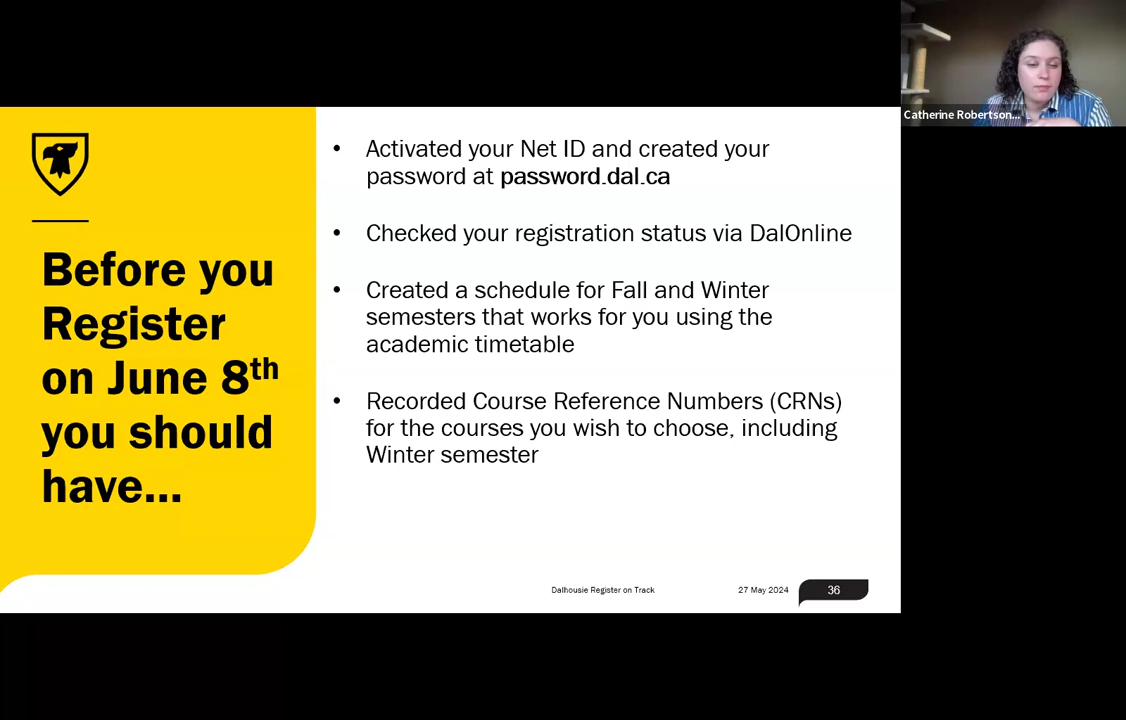 Catherine Robertson...
Before you
Register
on June 8th
you should
have...
• Activated your Net ID and created your
password at password.dal.ca
• Checked your registration status via DalOnline
• Created a schedule for Fall and Winter
semesters that works for you using the
academic timetable
• Recorded Course Reference Numbers (CRNs)
for the courses you wish to choose, including
Winter semester
Dalhousie Register on Track
27 May 2024
36